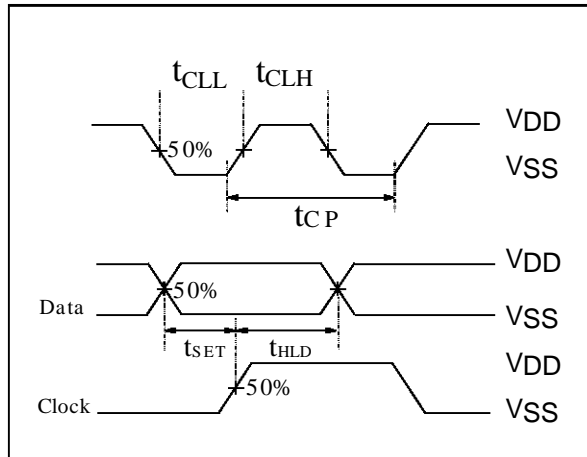 tCLL tCLH
VDD
50%
VSS
tCP
VDD
50%
Data
VSS
tSET tHLD
VDD
50%
Clock
VSS